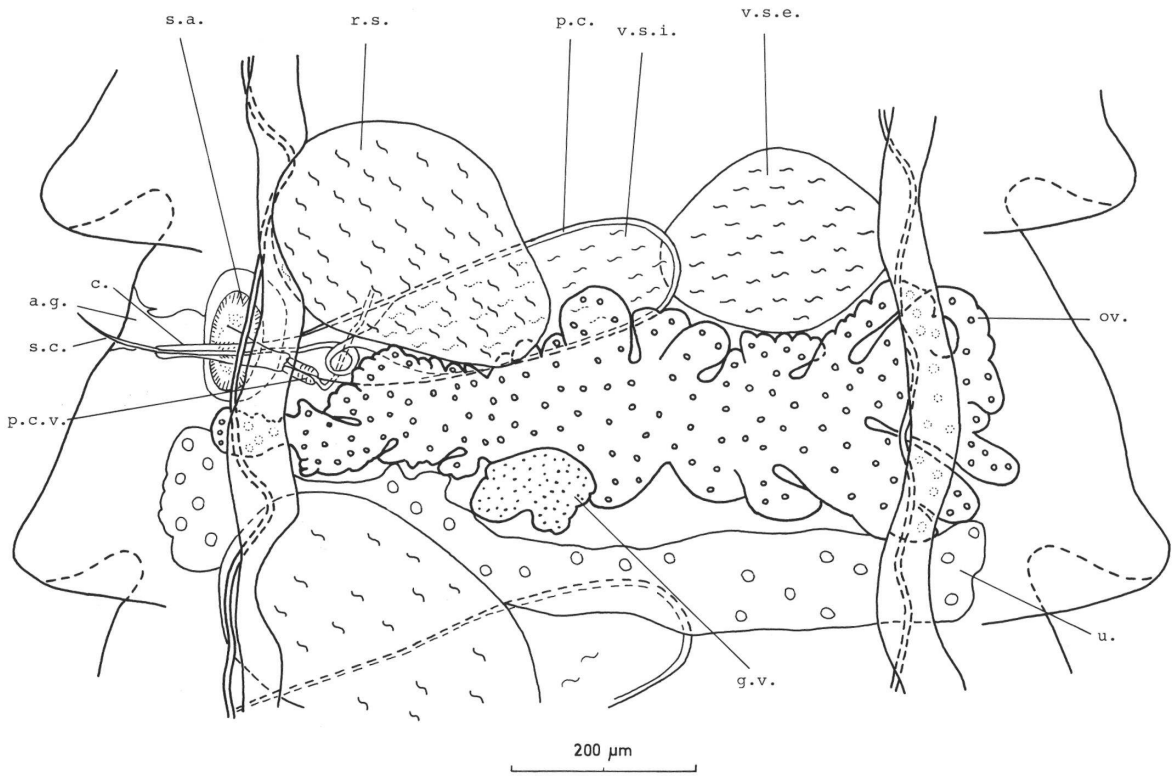 s.a.
r.s.
p.c.
v.s.i.
v.s.e.
c.
a.g.
s.c.
p.c.v.
ov.
u.
g.v.
200 µm